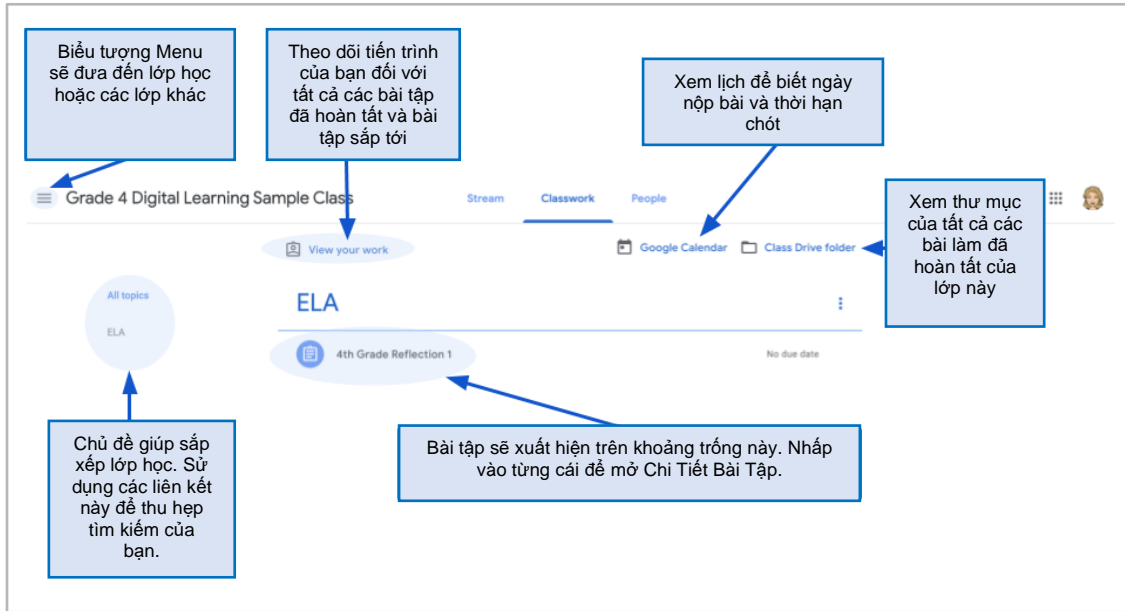 Biểu tượng Menu
sẽ đưa đến lớp học
hoặc các lớp khác
Theo dõi tiến trình
của bạn đối với
tất cả các bài tập
đã hoàn tất và bài
tập sắp tới
Xem lịch để biết ngày
nộp bài và thời hạn
chót
Grade 4 Digital Learning Sample Class
Stream
Classwork
People
Xem thư mục
của tất cả các
bài làm đã
hoàn tất của
lớp này
View your work
Google Calendar
Class Drive folder
All topics
ELA
ELA
4th Grade Reflection 1
No due date
Chủ đề giúp sắp
xếp lớp học. Sử
dụng các liên kết
này để thu hẹp
tìm kiếm của
bạn.
Bài tập sẽ xuất hiện trên khoảng trống này. Nhấp
vào từng cái để mở Chi Tiết Bài Tập.